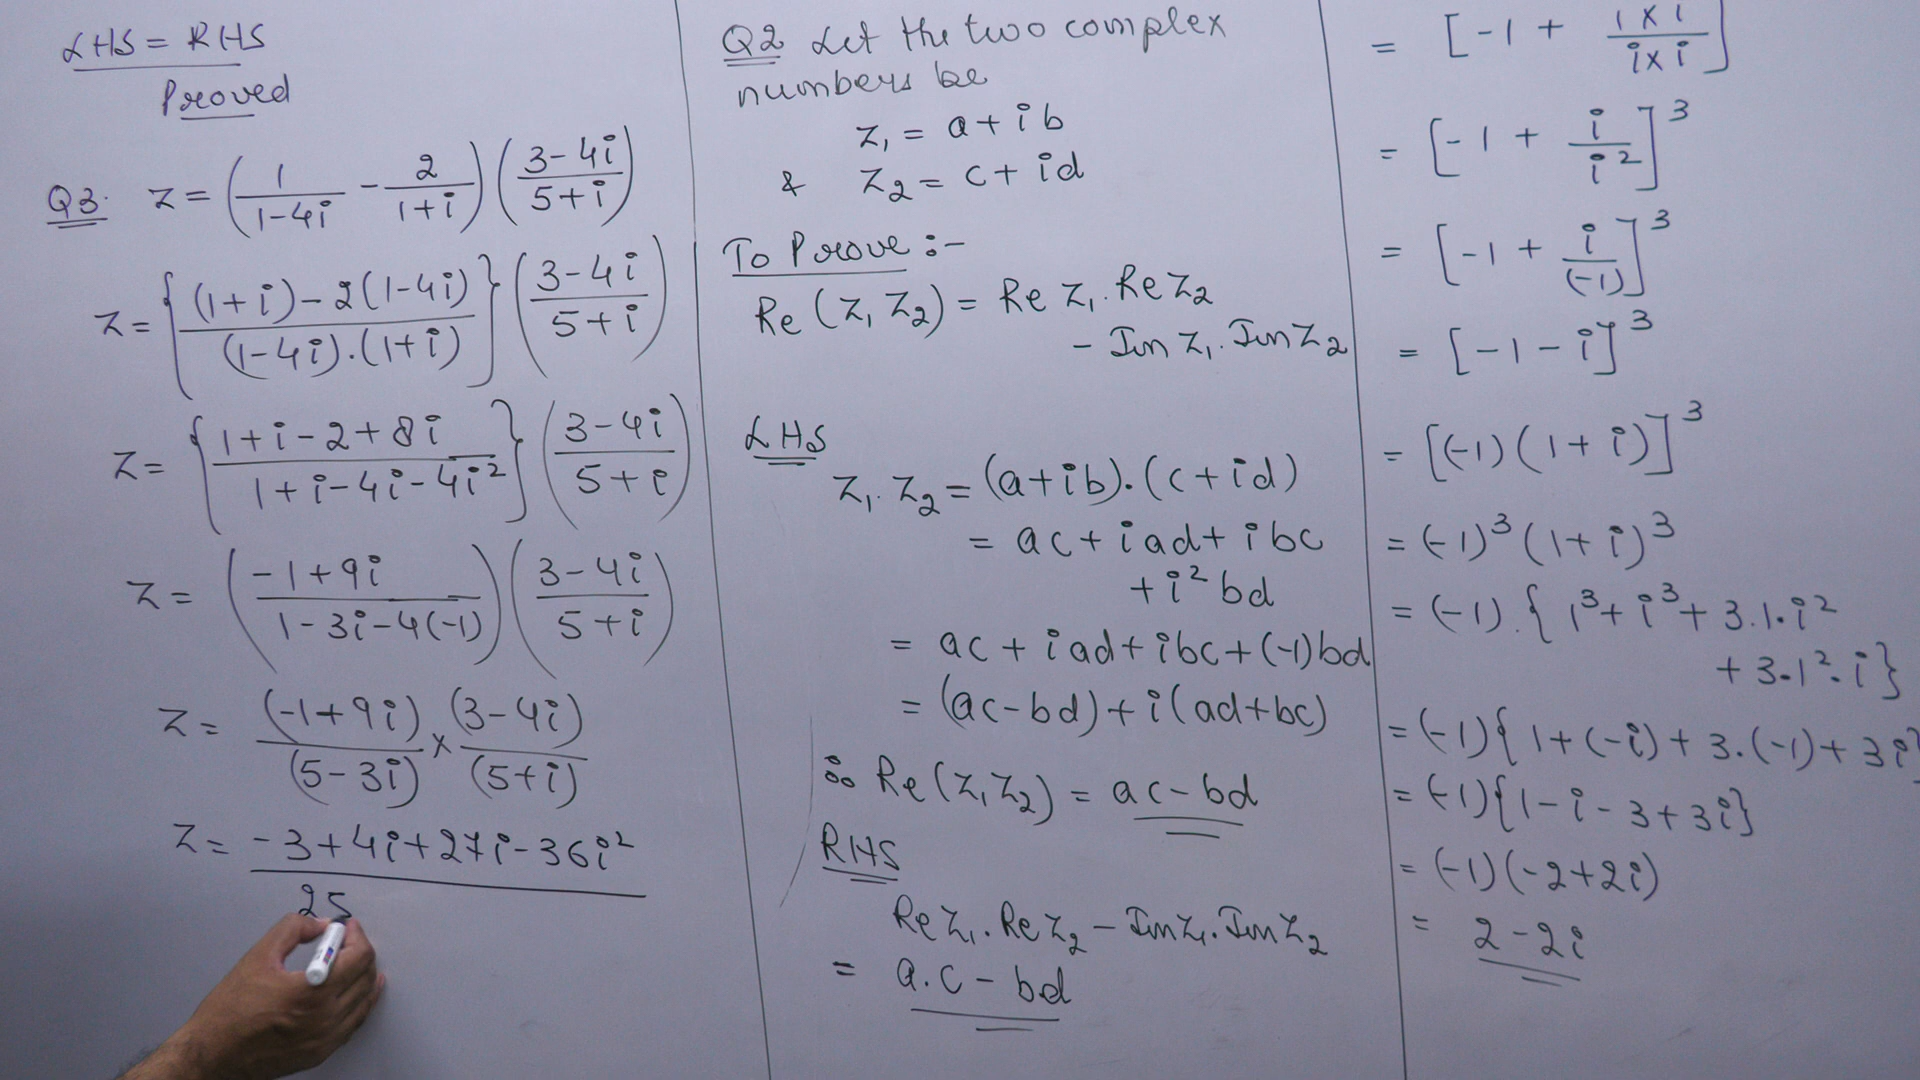 LHS = RHS
Proved
Q3. z = (1/(1-4i) - 2/(1+i)) ((3-4i)/(5+i))
z = {((1+i)-2(1-4i))/((1-4i).(1+i))} ((3-4i)/(5+i))
z = {(1+i-2+8i)/(1+i-4i-4i²)} ((3-4i)/(5+i))
z = ((-1+9i)/(1-3i-4(-1))) ((3-4i)/(5+i))
z = (-1+9i)/(5-3i) × (3-4i)/(5+i)
z = (-3+4i+27i-36i²)/25
Q2 Let the two complex
numbers be
z₁ = a+ib
& z₂ = c+id
To Prove :-
Re (z₁ z₂) = Re z₁. Re z₂
- Im z₁. Im z₂
LHS
z₁. z₂ = (a+ib).(c+id)
= ac+iad+ibc
+i²bd
= ac+iad+ibc+(-1)bd
= (ac-bd)+i(ad+bc)
∴ Re(z₁z₂) = ac-bd
RHS
Re z₁. Re z₂ - Im z₁. Im z₂
= a.c - bd
= [-1 + (1×i)/(i×i)]
= [-1 + i/i²]³
= [-1 + i/(-1)]³
= [-1-i]³
= [(-1)(1+i)]³
= (-1)³(1+i)³
= (-1).{1³+i³+3.1.i²
+3.1².i}
= (-1){1+(-i)+3.(-1)+3i}
= (-1){1-i-3+3i}
= (-1)(-2+2i)
= 2-2i